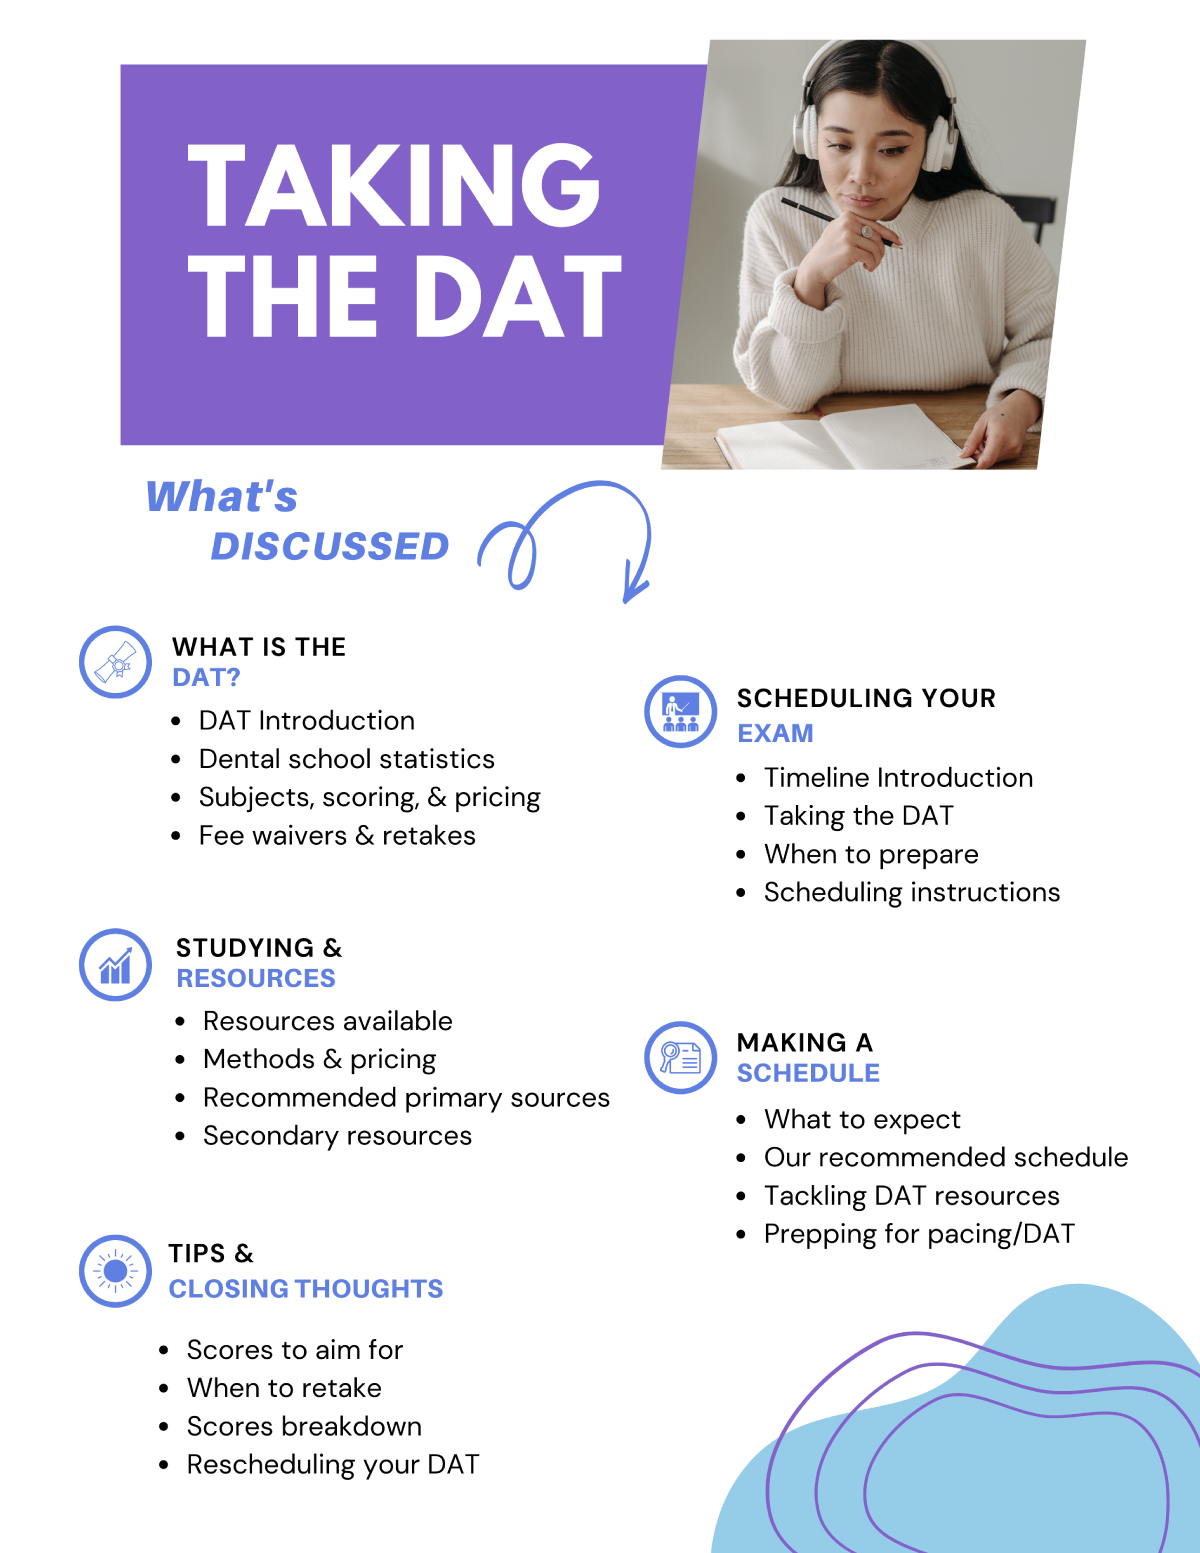 TAKING
THE DAT
What's
DISCUSSED
WHAT IS THE
DAT?
• DAT Introduction
• Dental school statistics
• Subjects, scoring, & pricing
• Fee waivers & retakes
SCHEDULING YOUR
EXAM
• Timeline Introduction
• Taking the DAT
• When to prepare
• Scheduling instructions
STUDYING &
RESOURCES
• Resources available
• Methods & pricing
• Recommended primary sources
• Secondary resources
MAKING A
SCHEDULE
• What to expect
• Our recommended schedule
• Tackling DAT resources
• Prepping for pacing/DAT
TIPS &
CLOSING THOUGHTS
• Scores to aim for
• When to retake
• Scores breakdown
• Rescheduling your DAT